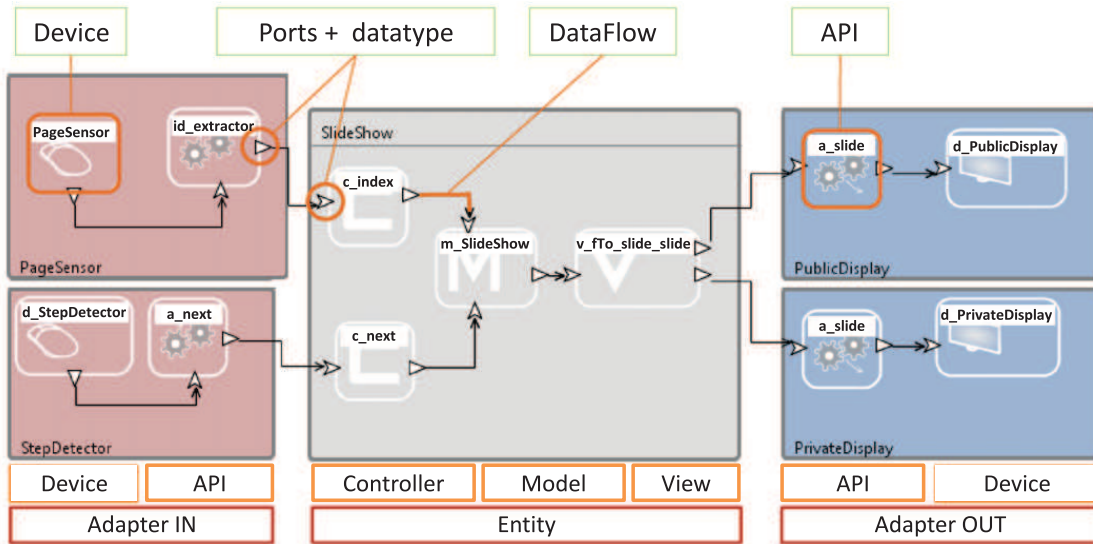 Device
Ports + datatype
DataFlow
API
PageSensor
id_extractor
PageSensor
SlideShow
c_index
m_SlideShow
v_fTo_slide_slide
c_next
a_slide
d_PublicDisplay
PublicDisplay
d_StepDetector
a_next
StepDetector
a_slide
d_PrivateDisplay
PrivateDisplay
Device
API
Controller
Model
View
API
Device
Adapter IN
Entity
Adapter OUT